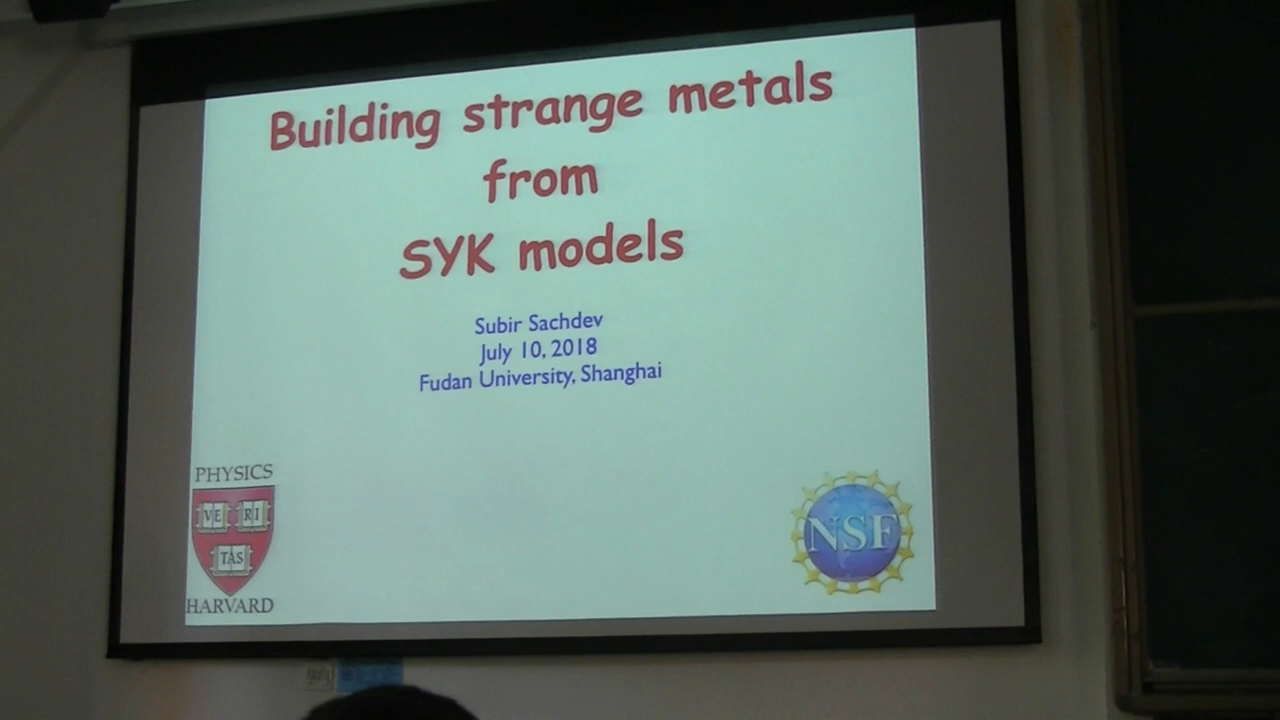 Building strange metals
from
SYK models
Subir Sachdev
July 10, 2018
Fudan University, Shanghai
PHYSICS
VE RI
TAS
HARVARD
NSF